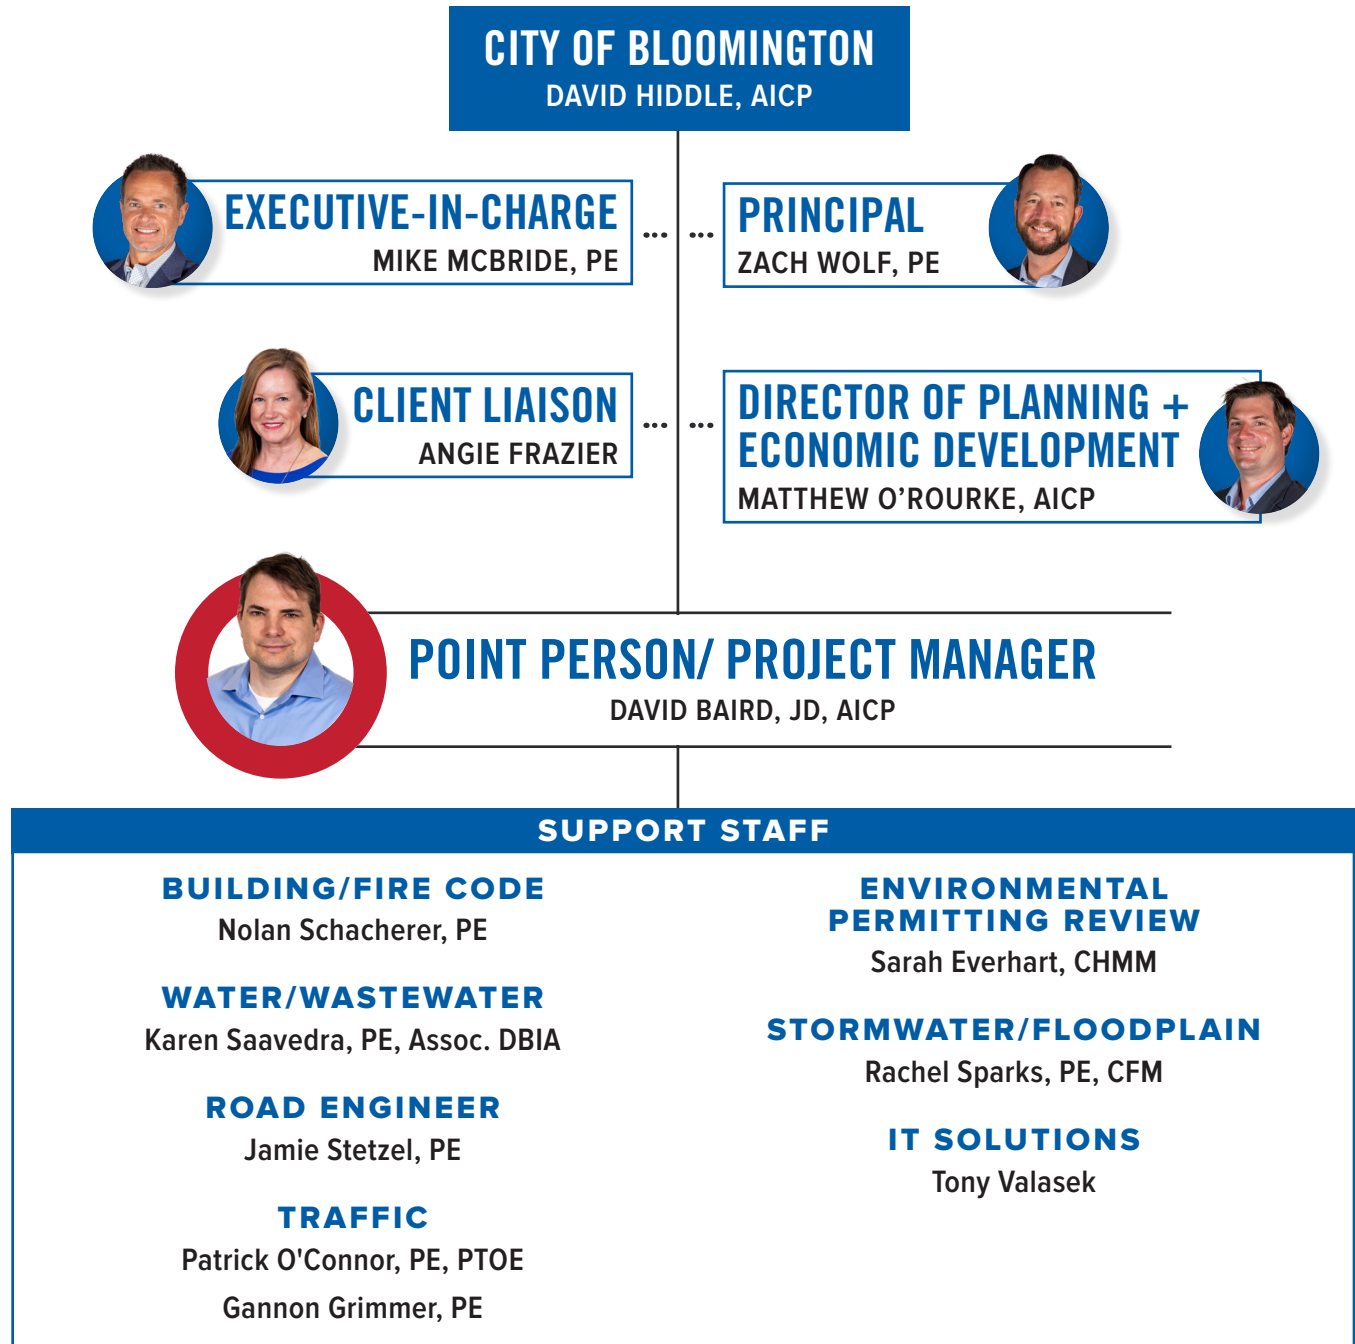 CITY OF BLOOMINGTON
DAVID HIDDLE, AICP
EXECUTIVE-IN-CHARGE
MIKE MCBRIDE, PE
... ...
PRINCIPAL
ZACH WOLF, PE
CLIENT LIAISON
ANGIE FRAZIER
... ...
DIRECTOR OF PLANNING +
ECONOMIC DEVELOPMENT
MATTHEW O’ROURKE, AICP
POINT PERSON/ PROJECT MANAGER
DAVID BAIRD, JD, AICP
SUPPORT STAFF
BUILDING/FIRE CODE
Nolan Schacherer, PE
WATER/WASTEWATER
Karen Saavedra, PE, Assoc. DBIA
ROAD ENGINEER
Jamie Stetzel, PE
TRAFFIC
Patrick O'Connor, PE, PTOE
Gannon Grimmer, PE
ENVIRONMENTAL
PERMITTING REVIEW
Sarah Everhart, CHMM
STORMWATER/FLOODPLAIN
Rachel Sparks, PE, CFM
IT SOLUTIONS
Tony Valasek